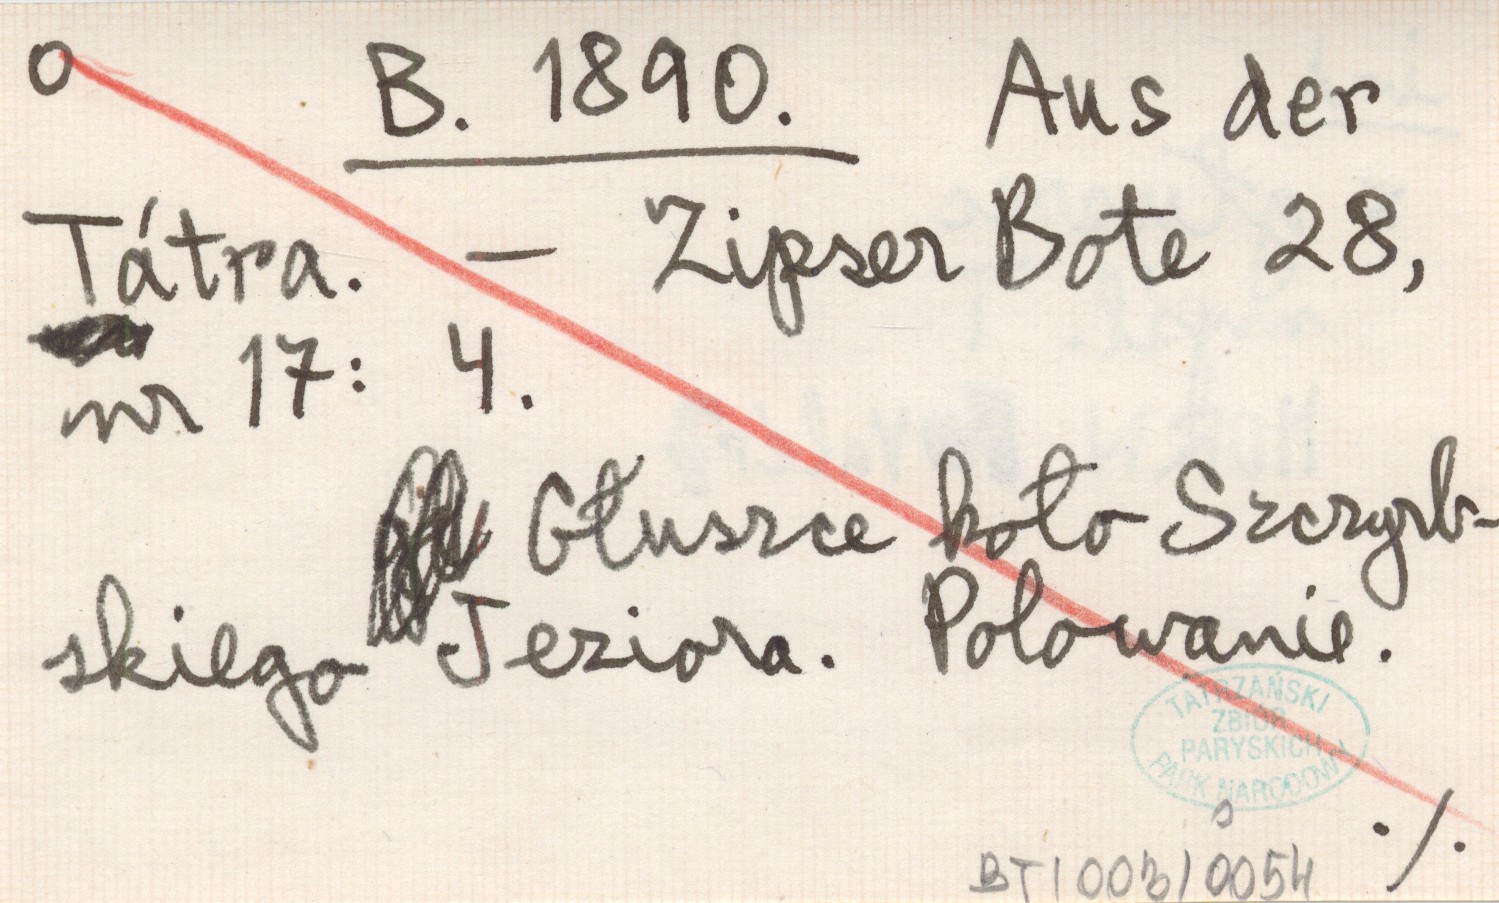 o B. 1890. Aus der
Tátra. — Zipser Bote 28,
nr 17: 4.
Głuszce koło Szczyrb-
skiego Jeziora. Polowanie.
TATRZAŃSKI
ZBIÓR
PARYSKICH
PARK NARODOWY
./.
BT/003/0054